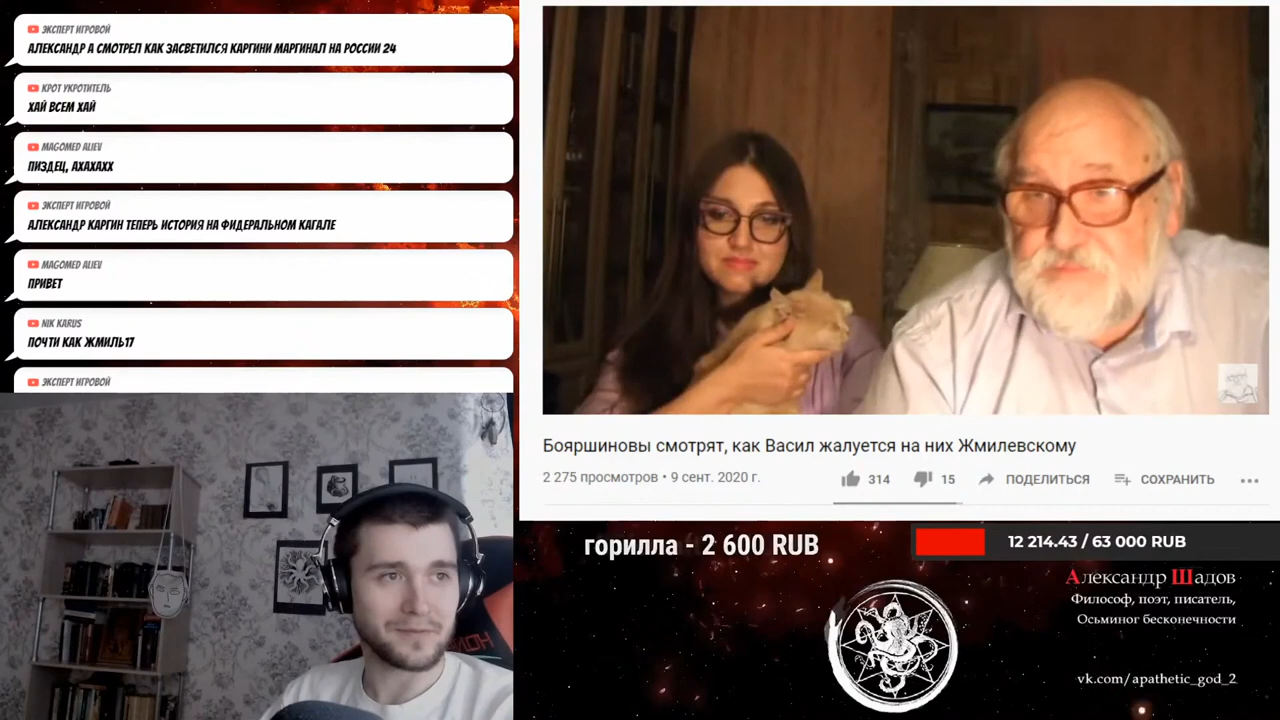 ЭКСПЕРТ ИГРОВОЙ
АЛЕКСАНДР А СМОТРЕЛ КАК ЗАСВЕТИЛСЯ КАРГИНИ МАРГИНАЛ НА РОССИИ 24
КРОТ УКРОТИТЕЛЬ
ХАЙ ВСЕМ ХАЙ
MAGOMED ALIEV
ПИЗДЕЦ, АХАХАХХ
ЭКСПЕРТ ИГРОВОЙ
АЛЕКСАНДР КАРГИН ТЕПЕРЬ ИСТОРИЯ НА ФИДЕРАЛЬНОМ КАГАЛЕ
MAGOMED ALIEV
ПРИВЕТ
NIK KARUS
ПОЧТИ КАК ЖМИЛЬ17
ЭКСПЕРТ ИГРОВОЙ
Бояршиновы смотрят, как Васил жалуется на них Жмилевскому
2 275 просмотров • 9 сент. 2020 г.
314
15
ПОДЕЛИТЬСЯ
СОХРАНИТЬ
горилла - 2 600 RUB
12 214.43 / 63 000 RUB
Александр Шадов
Философ, поэт, писатель,
Осьминог бесконечности
vk.com/apathetic_god_2